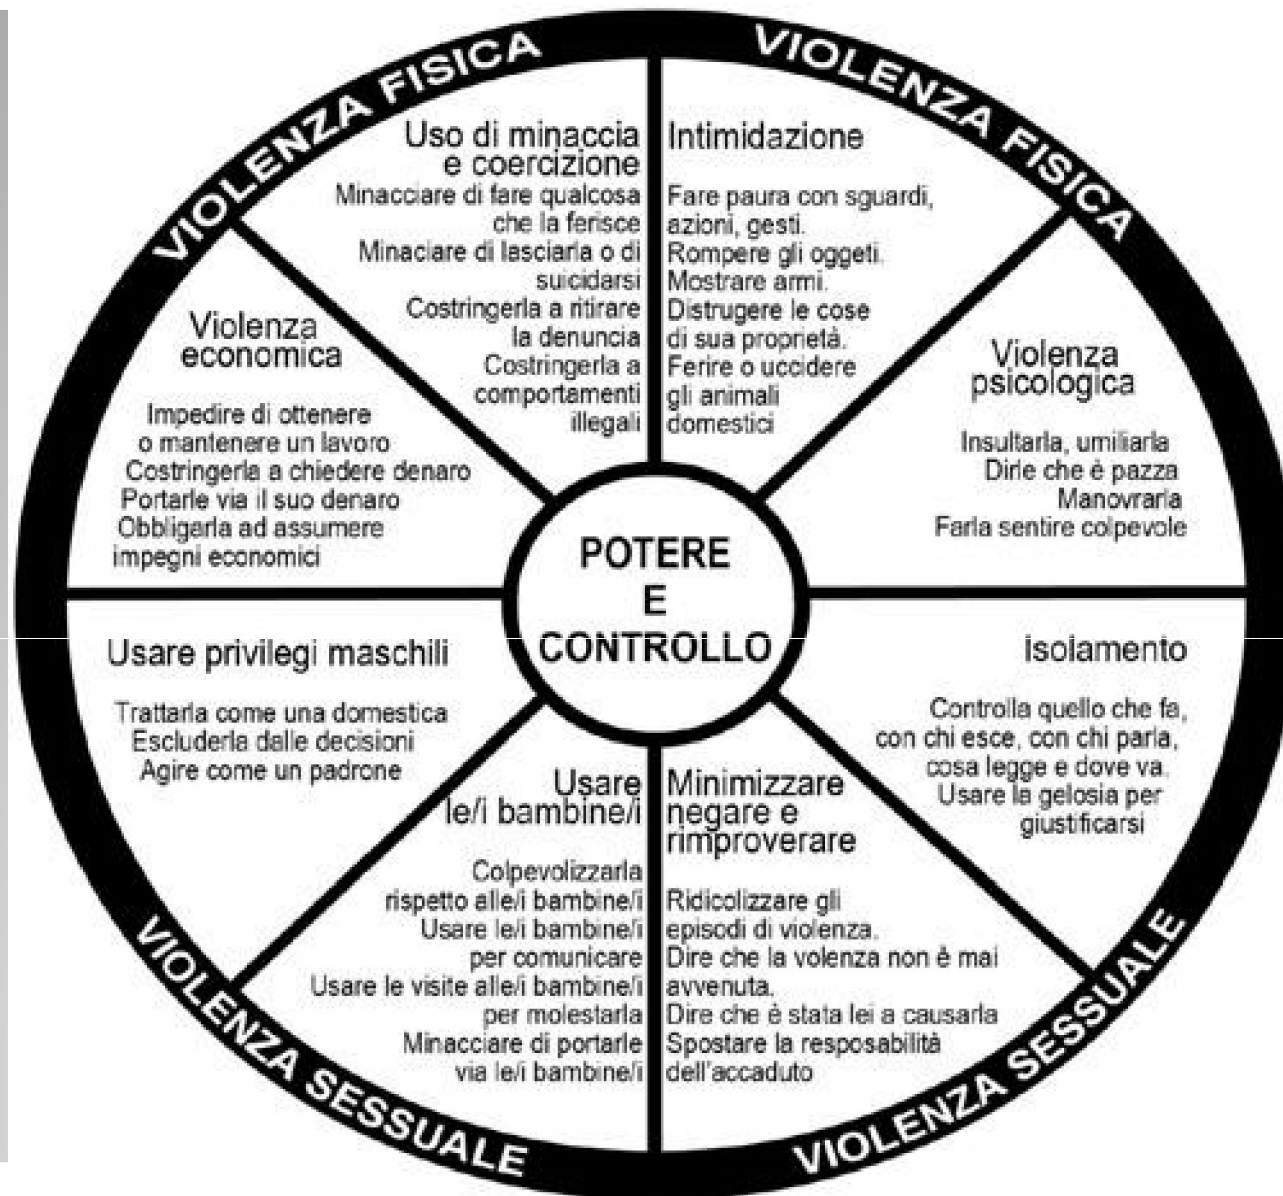 VIOLENZA FISICA
VIOLENZA FISICA
Uso di minaccia
e coercizione
Minacciare di fare qualcosa
che la ferisce
Minaciare di lasciarla o di
suicidarsi
Costringerla a ritirare
la denuncia
Costringerla a
comportamenti
illegali
Intimidazione
Fare paura con sguardi,
azioni, gesti.
Rompere gli oggeti.
Mostrare armi.
Distrugere le cose
di sua proprietà.
Ferire o uccidere
gli animali
domestici
Violenza
economica
Impedire di ottenere
o mantenere un lavoro
Costringerla a chiedere denaro
Portarle via il suo denaro
Obbligarla ad assumere
impegni economici
Violenza
psicologica
Insultarla, umiliarla
Dirle che è pazza
Manovrarla
Farla sentire colpevole
POTERE
E
CONTROLLO
Usare privilegi maschili
Trattarla come una domestica
Escluderla dalle decisioni
Agire come un padrone
Isolamento
Controlla quello che fa,
con chi esce, con chi parla,
cosa legge e dove va.
Usare la gelosia per
giustificarsi
Usare
le/i bambine/i
Colpevolizzarla
rispetto alle/i bambine/i
Usare le/i bambine/i
per comunicare
Usare le visite alle/i bambine/i
per molestarla
Minacciare di portarle
via le/i bambine/i
Minimizzare
negare e
rimproverare
Ridicolizzare gli
episodi di violenza.
Dire che la volenza non è mai
avvenuta.
Dire che è stata lei a causarla
Spostare la resposabilità
dell'accaduto
VIOLENZA SESSUALE
VIOLENZA SESSUALE